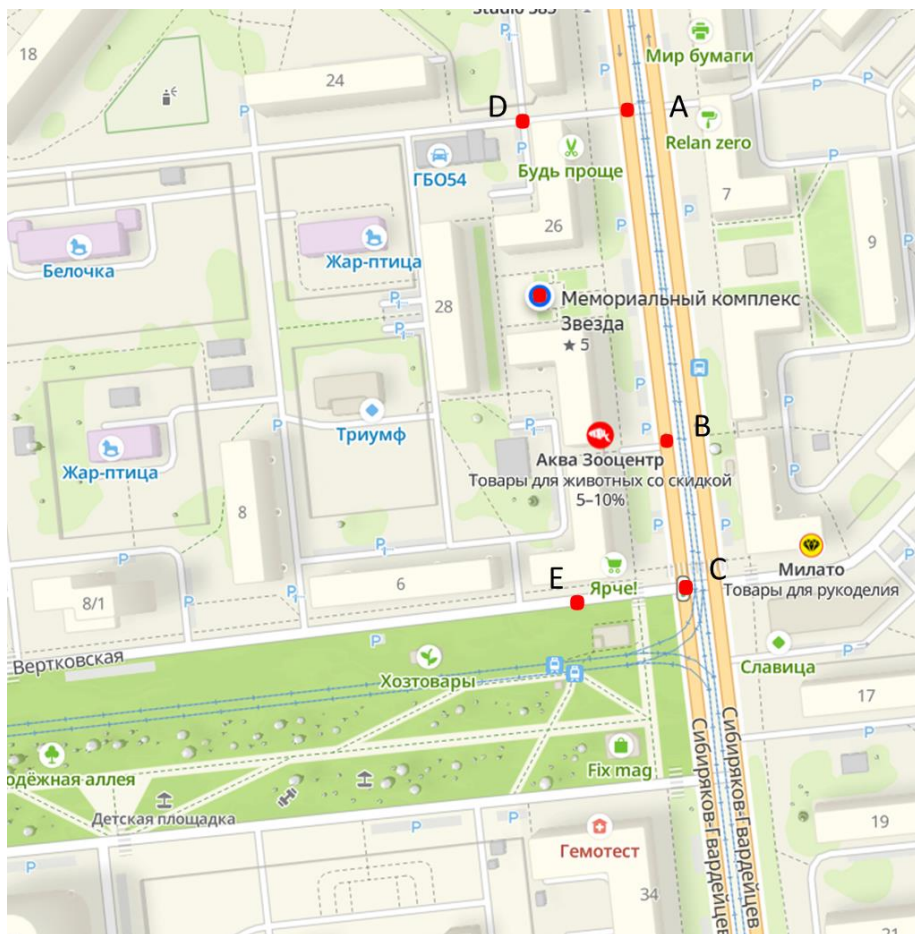 Studio 585
18
Мир бумаги
P
24
D
A
Relan zero
ГБО54
Будь проще
7
26
9
Белочка
Жар-птица
28
Мемориальный комплекс
Звезда
★ 5
B
Триумф
Аква Зооцентр
Жар-птица
Товары для животных со скидкой
5–10%
8
Милато
Товары для рукоделия
C
E
Ярче!
6
8/1
Вертковская
Хозтовары
Славица
17
Сибиряков-Гвардейцев
Сибиряков-Гвардейцев
одёжная аллея
Fix mag
Детская площадка
19
Гемотест
34
21